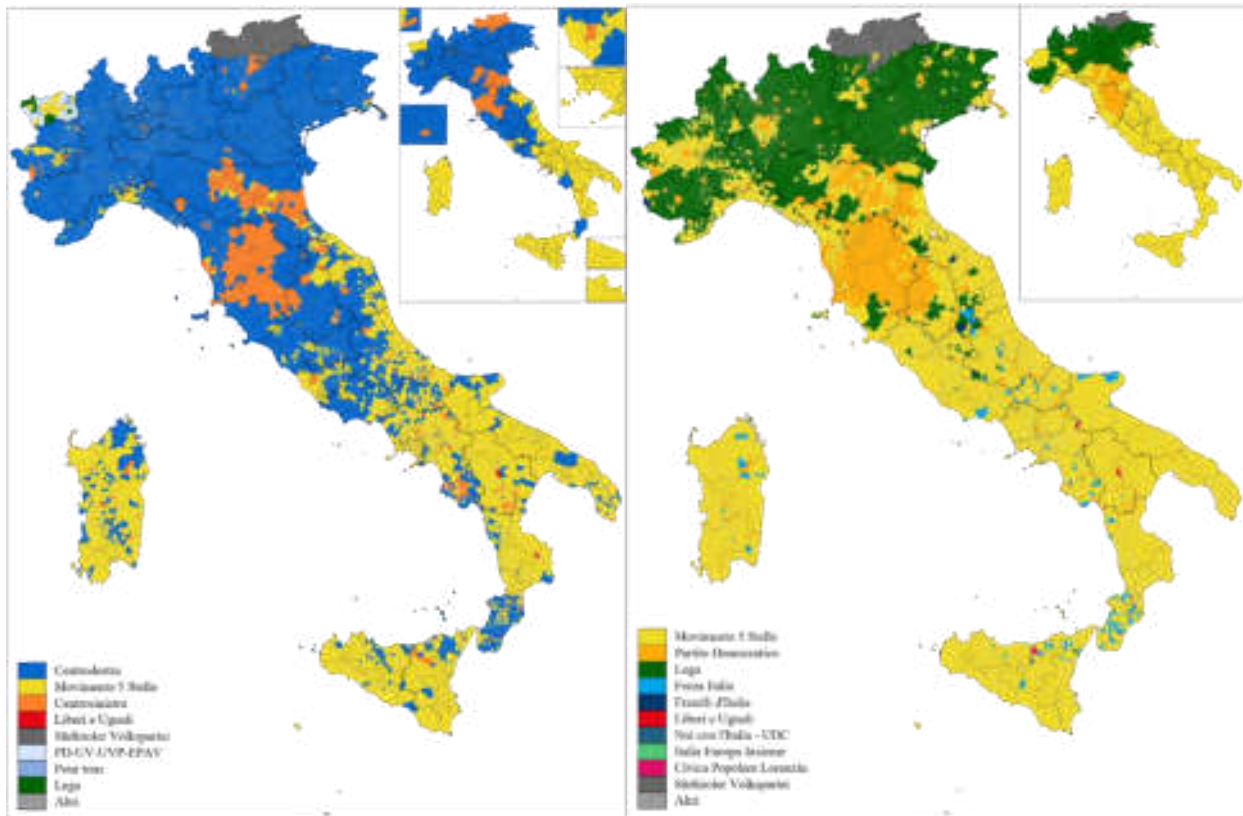 Centrodestra
Movimento 5 Stelle
Centrosinistra
Liberi e Uguali
Südtiroler Volkspartei
PD-UV-UVP-EPAV
Pour tous
Lega
Altri
Movimento 5 Stelle
Partito Democratico
Lega
Forza Italia
Fratelli d'Italia
Liberi e Uguali
Noi con l'Italia - UDC
Italia Europa Insieme
Civica Popolare Lorenzin
Südtiroler Volkspartei
Altri